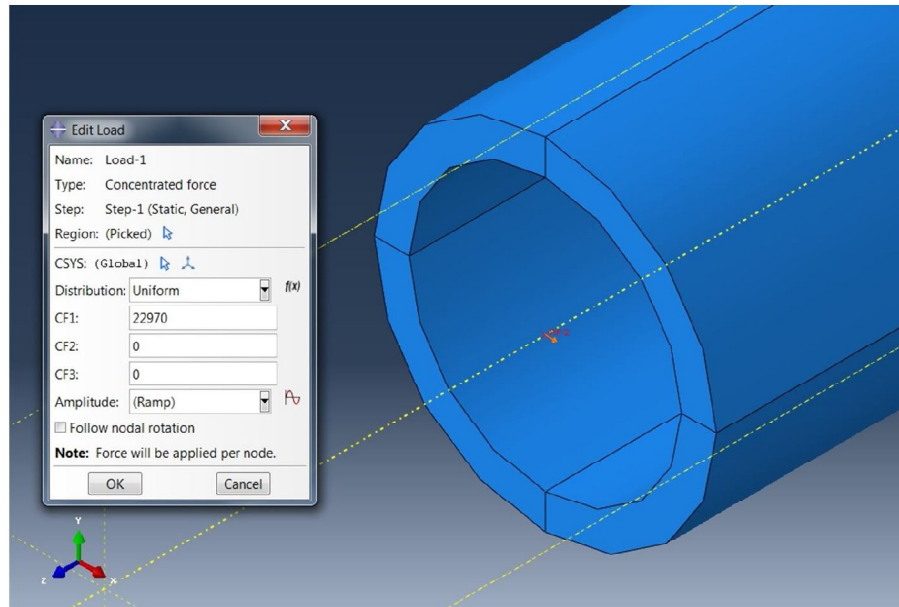 Edit Load
X
Name: Load-1
Type: Concentrated force
Step: Step-1 (Static, General)
Region: (Picked)
CSYS: (Global)
Distribution: Uniform f(x)
CF1: 22970
CF2: 0
CF3: 0
Amplitude: (Ramp)
Follow nodal rotation
Note: Force will be applied per node.
OK Cancel
Y
Z X